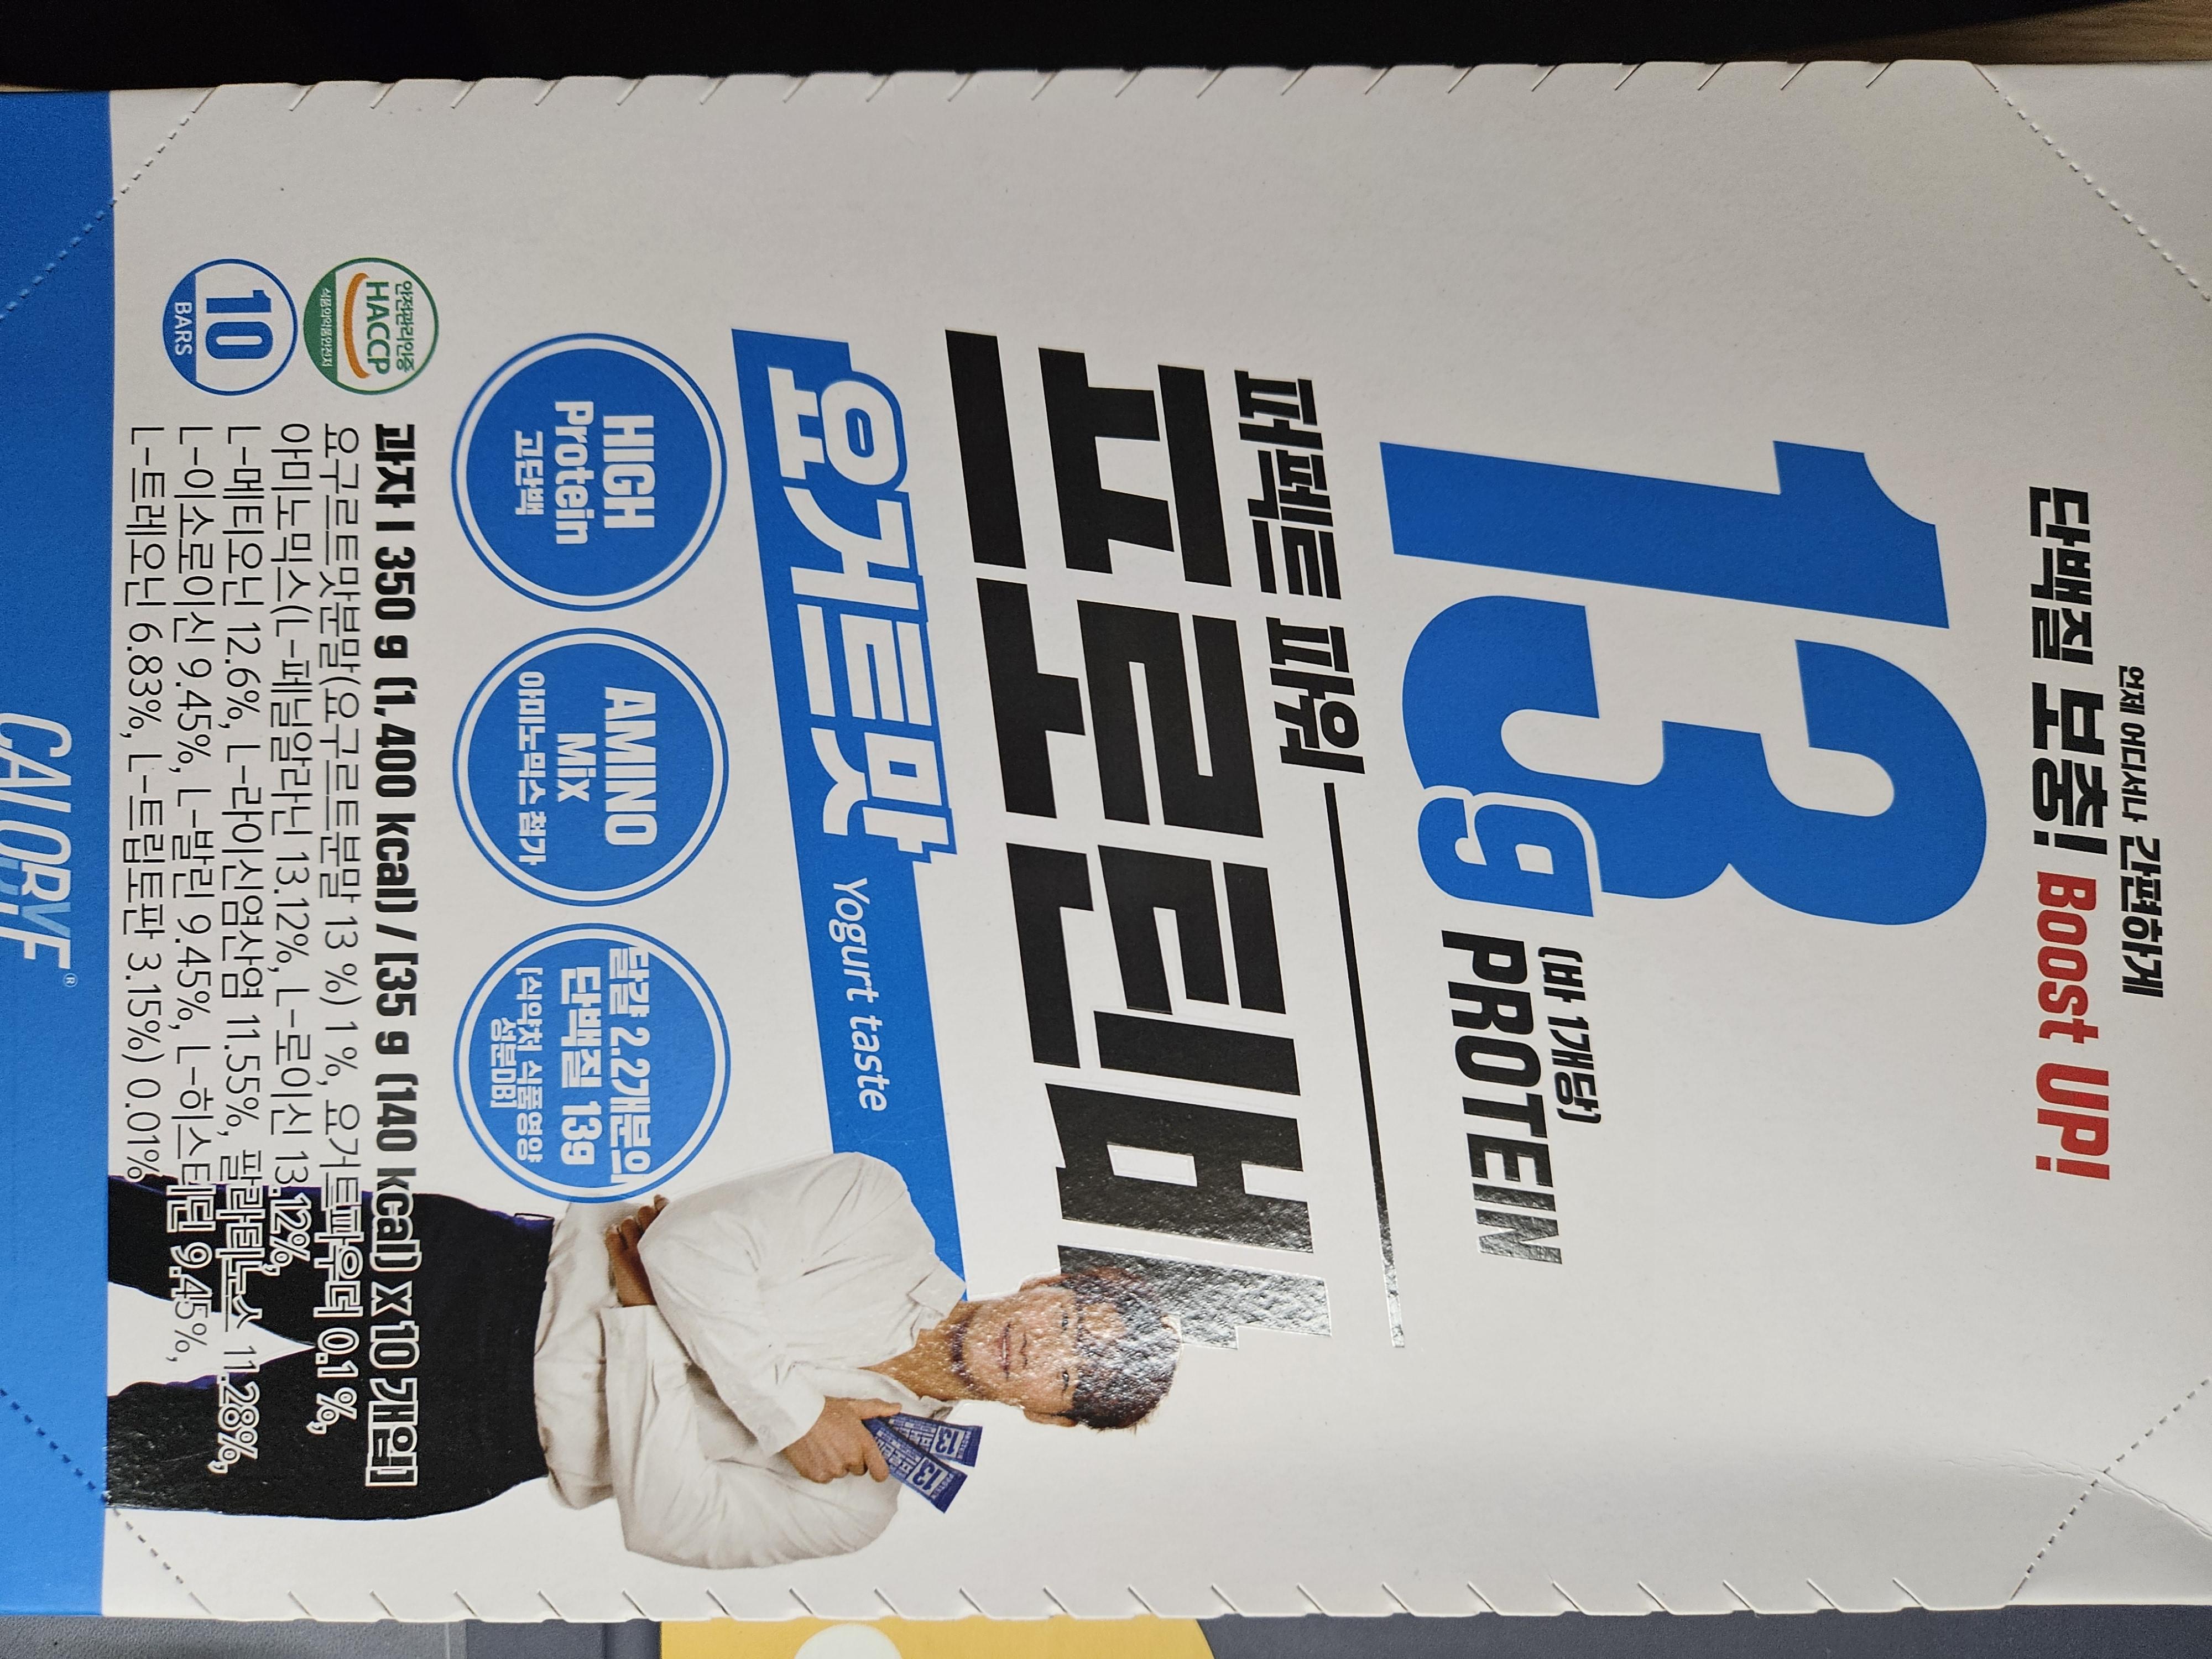 언제 어디서나 간편하게
단백질 보충! Boost UP!
13g
(바 1개당)
PROTEIN
퍼펙트 파워
프로틴바
요거트맛 Yogurt taste
HIGH
Protein
고단백
AMINO
Mix
아미노믹스 첨가
달걀 2.2개분의
단백질 13g
[식약처 식품영양
성분DB]
안전관리인증
HACCP
식품의약품안전처
10
BARS
과자 I 350 g (1,400 kcal) / [35 g (140 kcal) x 10 개입]
요구르트맛분말(요구르트분말 13 %) 1 %, 요거트파우더 0.1 %,
아미노믹스(L-페닐알라닌 13.12%, L-로이신 13.12%,
L-메티오닌 12.6%, L-라이신염산염 11.55%, 팔라티노스 11.28%,
L-이소로이신 9.45%, L-발린 9.45%, L-히스티딘 9.45%,
L-트레오닌 6.83%, L-트립토판 3.15%) 0.01%
CALOBYE®